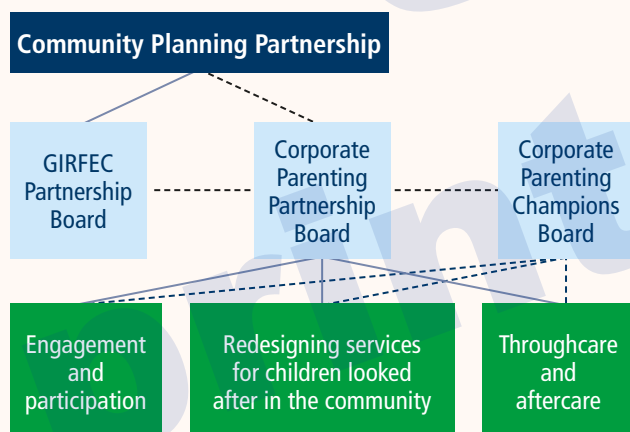 Community Planning Partnership
GIRFEC
Partnership
Board
Corporate
Parenting
Partnership
Board
Corporate
Parenting
Champions
Board
Engagement
and
participation
Redesigning services
for children looked
after in the community
Throughcare
and
aftercare
print